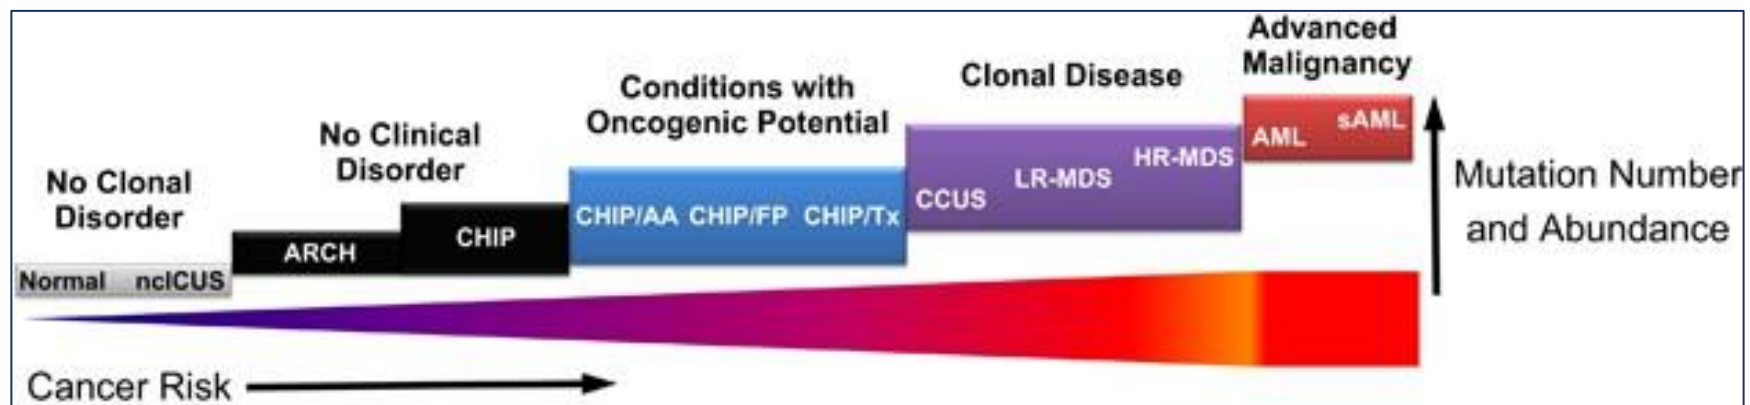 No Clonal
Disorder
No Clinical
Disorder
Conditions with
Oncogenic Potential
Clonal Disease
Advanced
Malignancy
Normal ncICUS
ARCH
CHIP
CHIP/AA CHIP/FP CHIP/Tx
CCUS
LR-MDS
HR-MDS
AML
sAML
Mutation Number
and Abundance
Cancer Risk